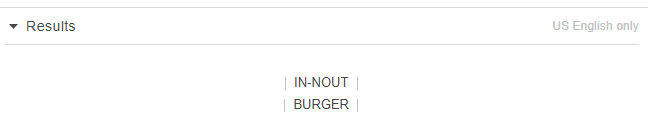 Results
US English only
| IN-NOUT |
| BURGER |